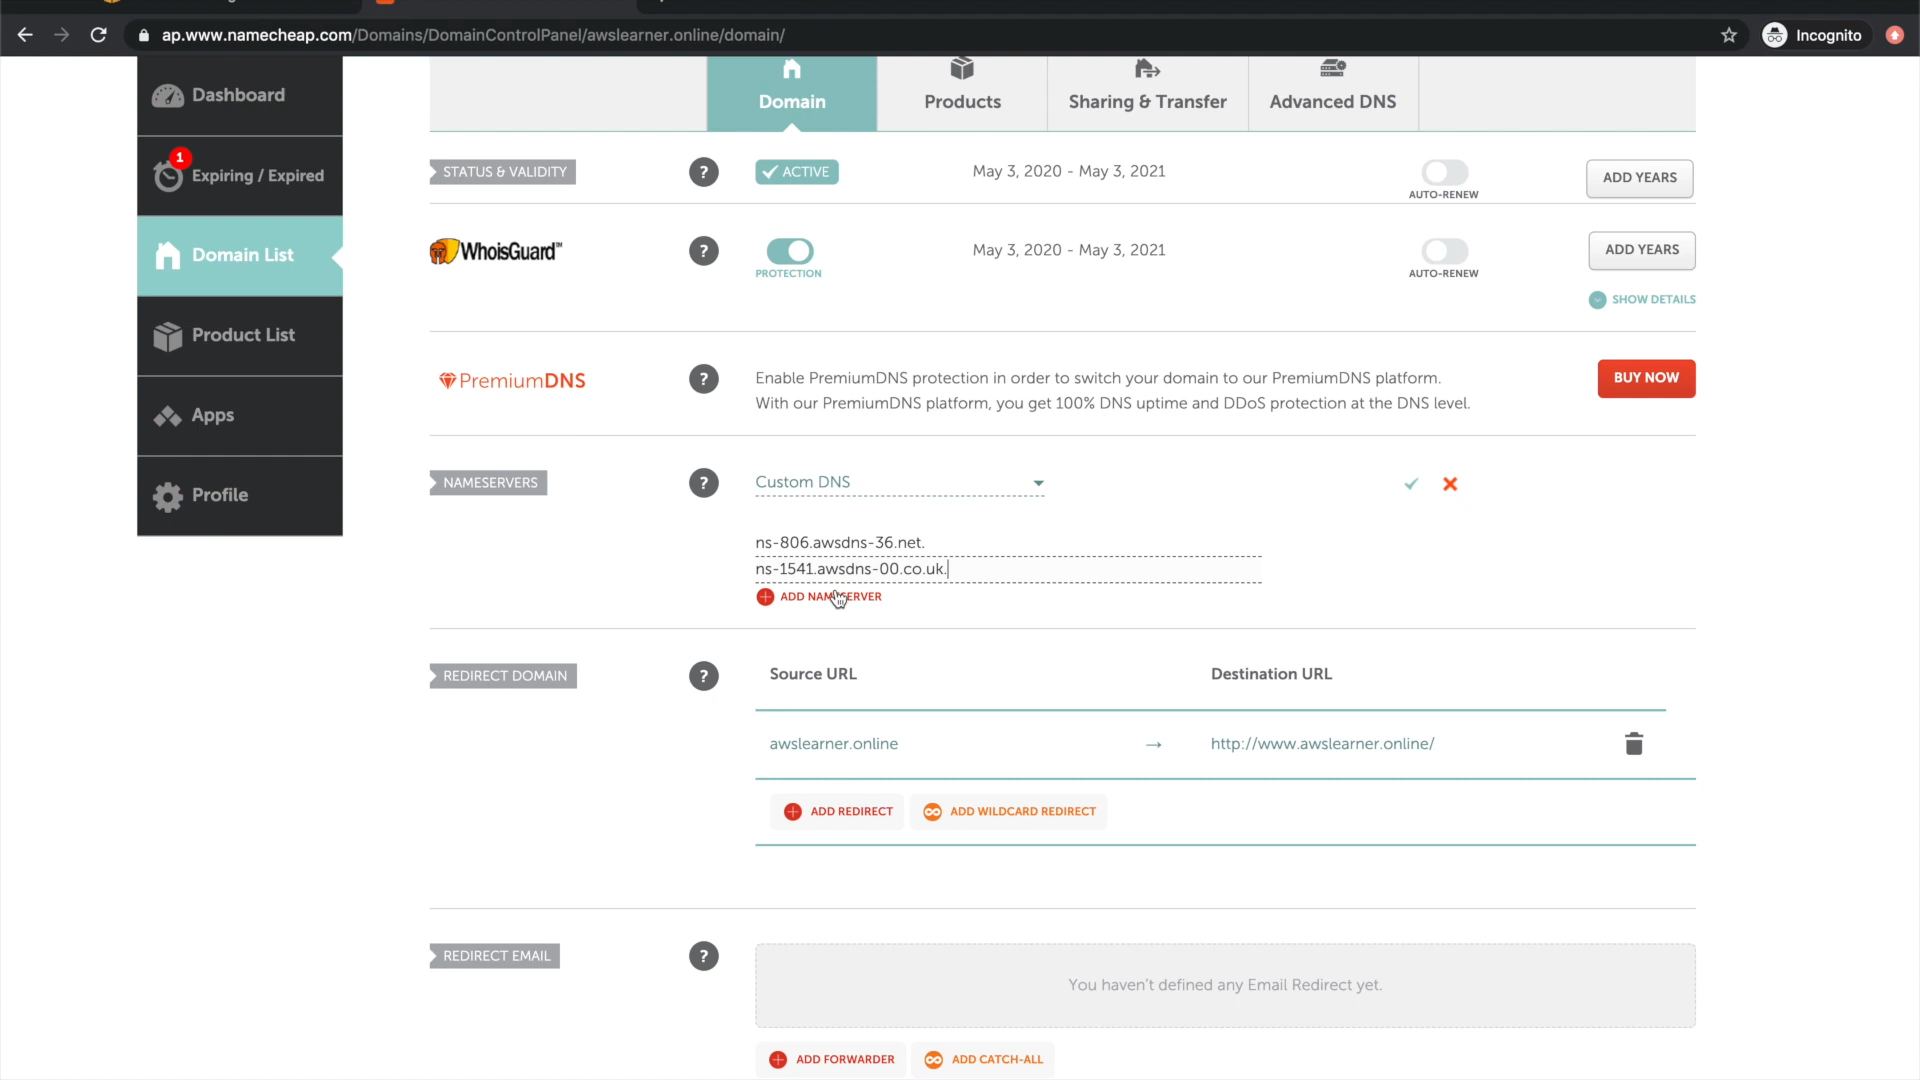 ap.www.namecheap.com/Domains/DomainControlPanel/awslearner.online/domain/
Incognito
Dashboard
1
Expiring / Expired
Domain List
Product List
Apps
Profile
Domain
Products
Sharing & Transfer
Advanced DNS
STATUS & VALIDITY
?
ACTIVE
May 3, 2020 - May 3, 2021
AUTO-RENEW
ADD YEARS
WhoisGuard™
?
PROTECTION
May 3, 2020 - May 3, 2021
AUTO-RENEW
ADD YEARS
SHOW DETAILS
PremiumDNS
?
Enable PremiumDNS protection in order to switch your domain to our PremiumDNS platform.
With our PremiumDNS platform, you get 100% DNS uptime and DDoS protection at the DNS level.
BUY NOW
NAMESERVERS
?
Custom DNS
ns-806.awsdns-36.net.
ns-1541.awsdns-00.co.uk.
ADD NAMESERVER
REDIRECT DOMAIN
?
Source URL
Destination URL
awslearner.online
→
http://www.awslearner.online/
ADD REDIRECT
ADD WILDCARD REDIRECT
REDIRECT EMAIL
?
You haven't defined any Email Redirect yet.
ADD FORWARDER
ADD CATCH-ALL